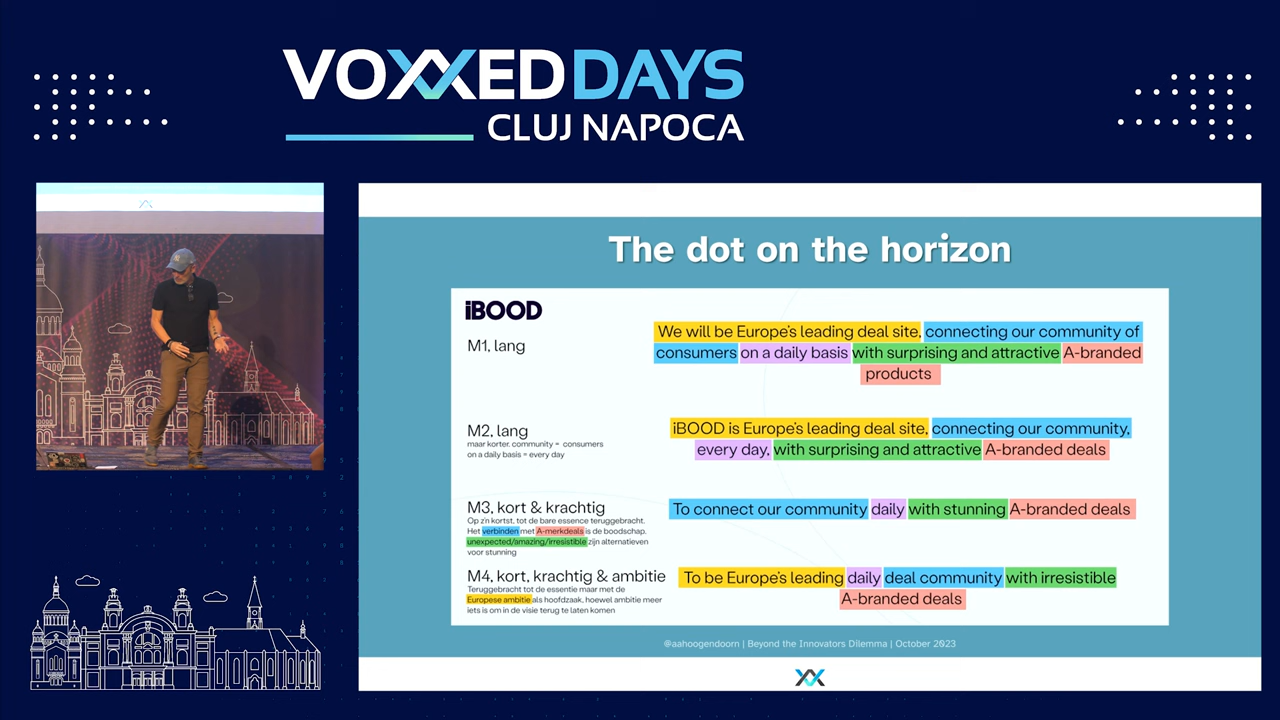 VOXXEDDAYS
CLUJ NAPOCA
The dot on the horizon
iBOOD
M1, lang
We will be Europe's leading deal site, connecting our community of
consumers on a daily basis with surprising and attractive A-branded
products
M2, lang
maar korter. community = consumers
on a daily basis = every day
iBOOD is Europe's leading deal site, connecting our community,
every day, with surprising and attractive A-branded deals
M3, kort & krachtig
Op z'n kortst, tot de bare essence teruggebracht.
Het verbinden met A-merkdeals is de boodschap.
unexpected/amazing/irresistible zijn alternatieven
voor stunning
To connect our community daily with stunning A-branded deals
M4, kort, krachtig & ambitie
Teruggebracht tot de essentie maar met de
Europese ambitie als hoofdzaak, hoewel ambitie meer
iets is om in de visie terug te laten komen
To be Europe's leading daily deal community with irresistible
A-branded deals
@aahoogendoorn | Beyond the Innovators Dilemma | October 2023